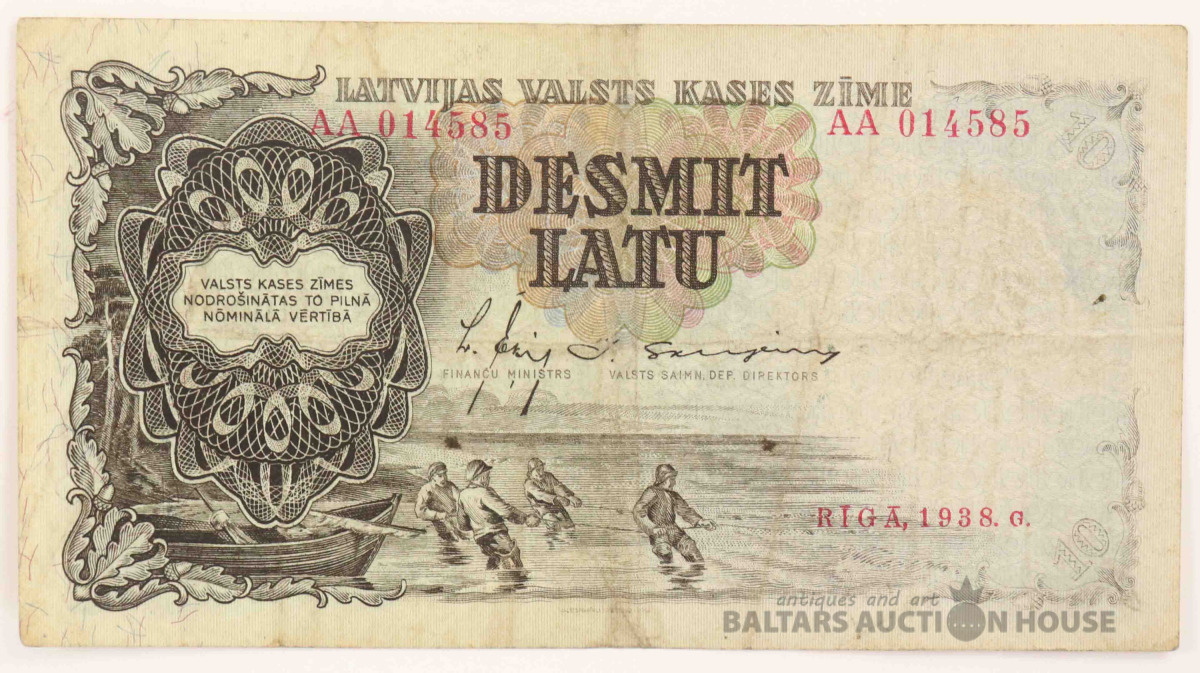 LATVIJAS VALSTS KASES ZĪME
AA 014585
AA 014585
DESMIT
LATU
VALSTS KASES ZĪMES
NODROŠINĀTAS TO PILNĀ
NŌMINĀLĀ VĒRTĪBĀ
FINANČU MINISTRS
VALSTS SAIMN. DEP. DIREKTORS
RĪGĀ, 1938. G.
10
10
antiques and art
BALTARS AUCTION HOUSE